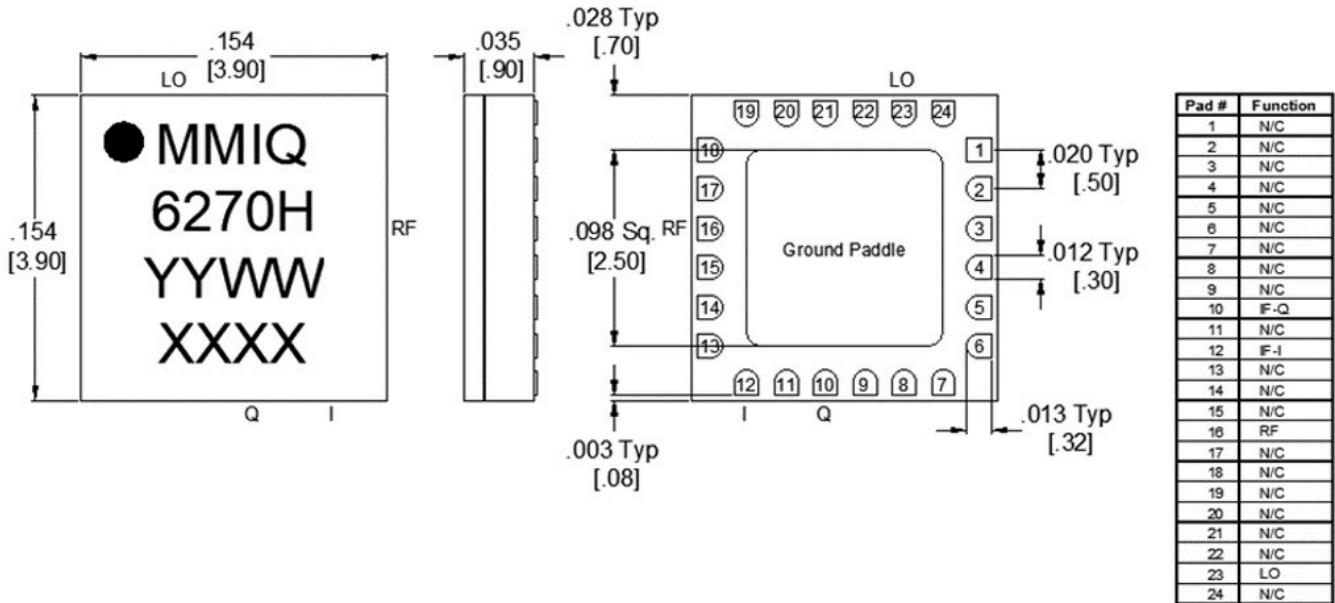 .154
[3.90]
LO
MMIQ
6270H
YYWW
XXXX
.154
[3.90]
RF
Q I
.035
[.90]
.028 Typ
[.70]
LO
19 20 21 22 23 24
18
17
16
15
14
13
1
2
3
4
5
6
12 11 10 9 8 7
.098 Sq.
[2.50]
RF
Ground Paddle
.020 Typ
[.50]
.012 Typ
[.30]
.013 Typ
[.32]
I Q
.003 Typ
[.08]
Pad # Function
1 N/C
2 N/C
3 N/C
4 N/C
5 N/C
6 N/C
7 N/C
8 N/C
9 N/C
10 IF-Q
11 N/C
12 IF-I
13 N/C
14 N/C
15 N/C
16 RF
17 N/C
18 N/C
19 N/C
20 N/C
21 N/C
22 N/C
23 LO
24 N/C